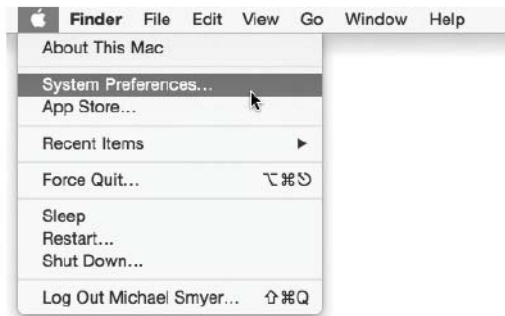 Finder File Edit View Go Window Help
About This Mac
System Preferences...
App Store...
Recent Items
Force Quit... ⌥⌘⎋
Sleep
Restart...
Shut Down...
Log Out Michael Smyer... ⇧⌘Q